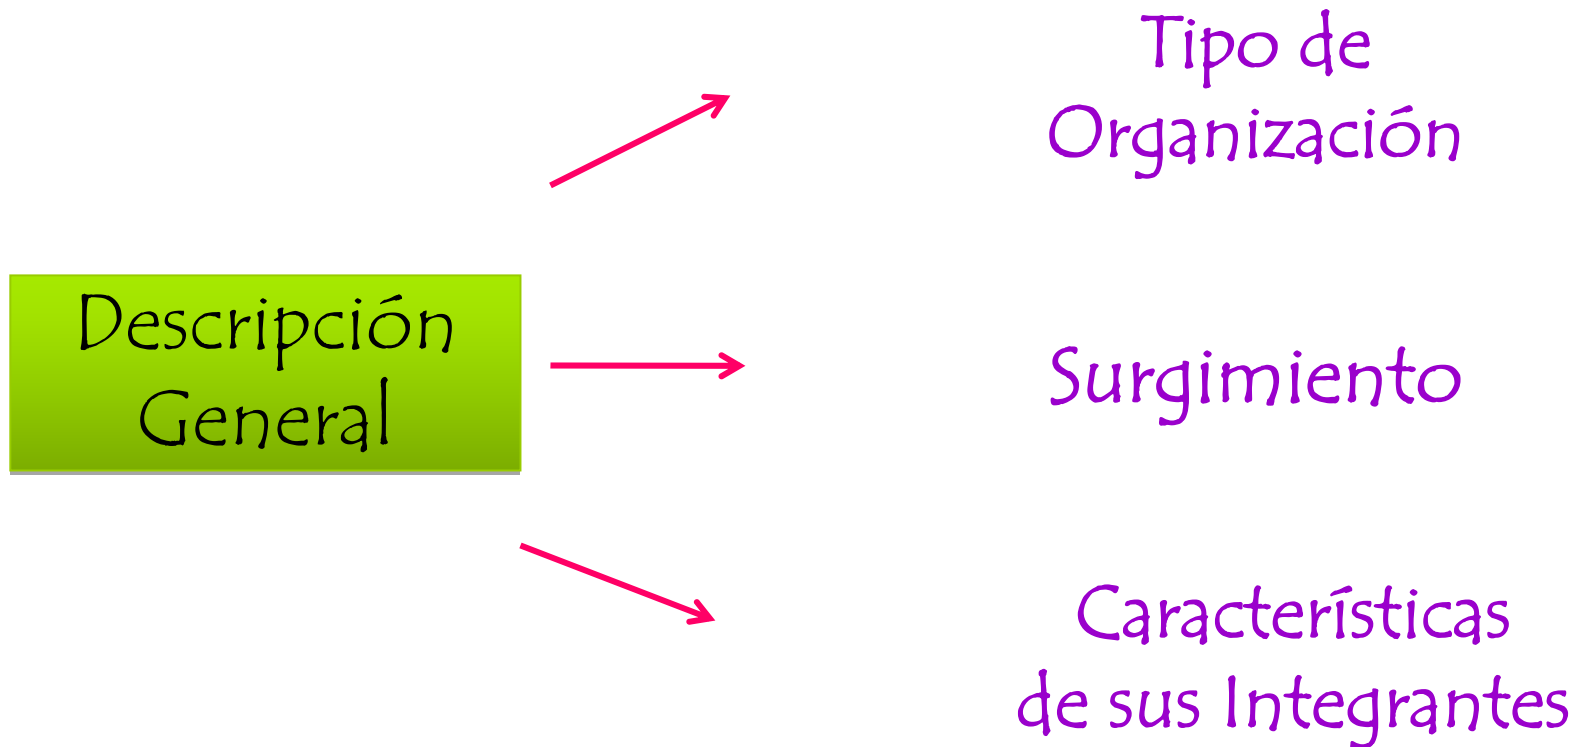 Tipo de
Organización
Descripción
General
Surgimiento
Características
de sus Integrantes